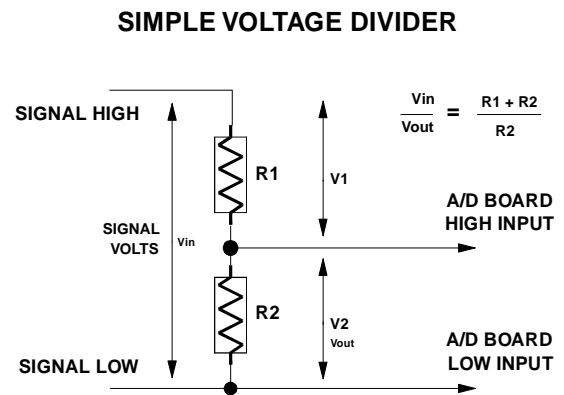 SIMPLE VOLTAGE DIVIDER
SIGNAL HIGH
Vin
Vout
=
R1 + R2
R2
R1
V1
A/D BOARD
HIGH INPUT
SIGNAL
VOLTS
Vin
R2
V2
Vout
A/D BOARD
LOW INPUT
SIGNAL LOW